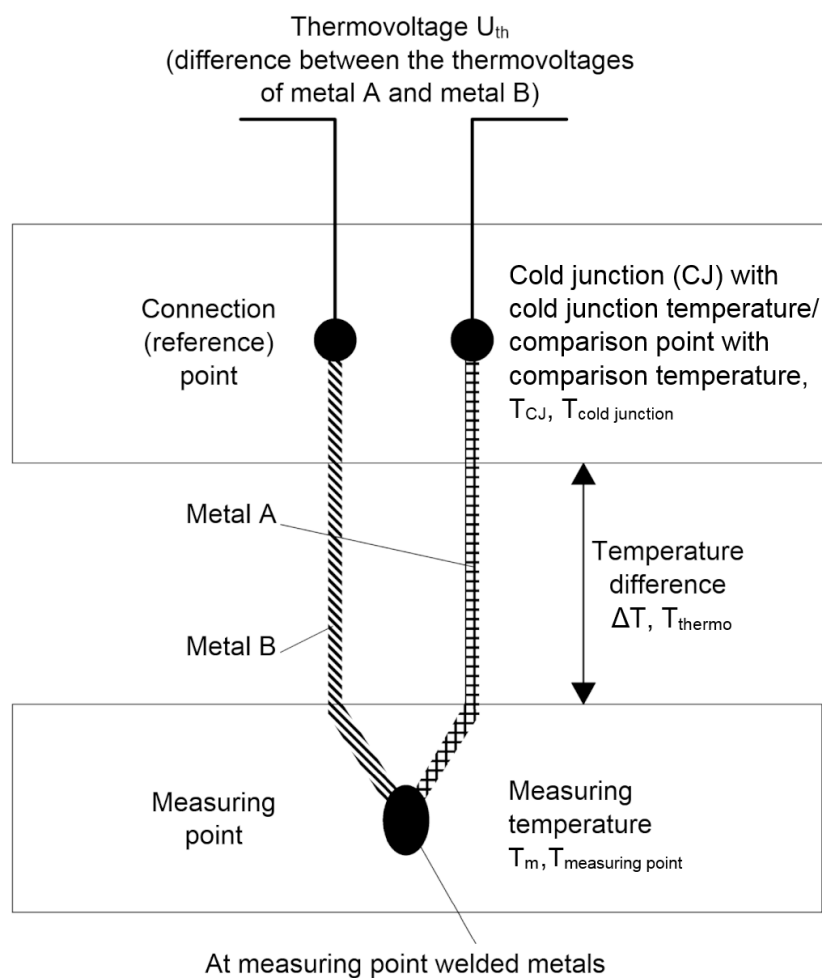 Thermovoltage Uth
(difference between the thermovoltages
of metal A and metal B)
Connection
(reference)
point
Cold junction (CJ) with
cold junction temperature/
comparison point with
comparison temperature,
TCJ, Tcold junction
Metal A
Temperature
difference
ΔT, Tthermo
Metal B
Measuring
point
Measuring
temperature
Tm,Tmeasuring point
At measuring point welded metals